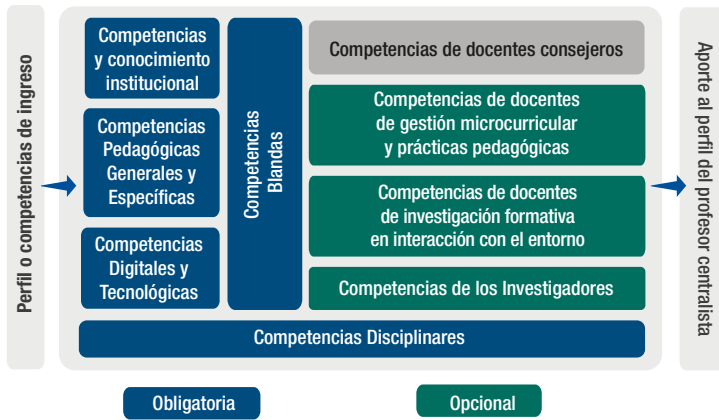 Perfil o competencias de ingreso
Competencias
y conocimiento
institucional
Competencias
Pedagógicas
Generales y
Específicas
Competencias
Digitales y
Tecnológicas
Competencias
Blandas
Competencias de docentes consejeros
Competencias de docentes
de gestión microcurricular
y prácticas pedagógicas
Competencias de docentes
de investigación formativa
en interacción con el entorno
Competencias de los Investigadores
Competencias Disciplinares
Aporte al perfil del profesor centralista
Obligatoria
Opcional